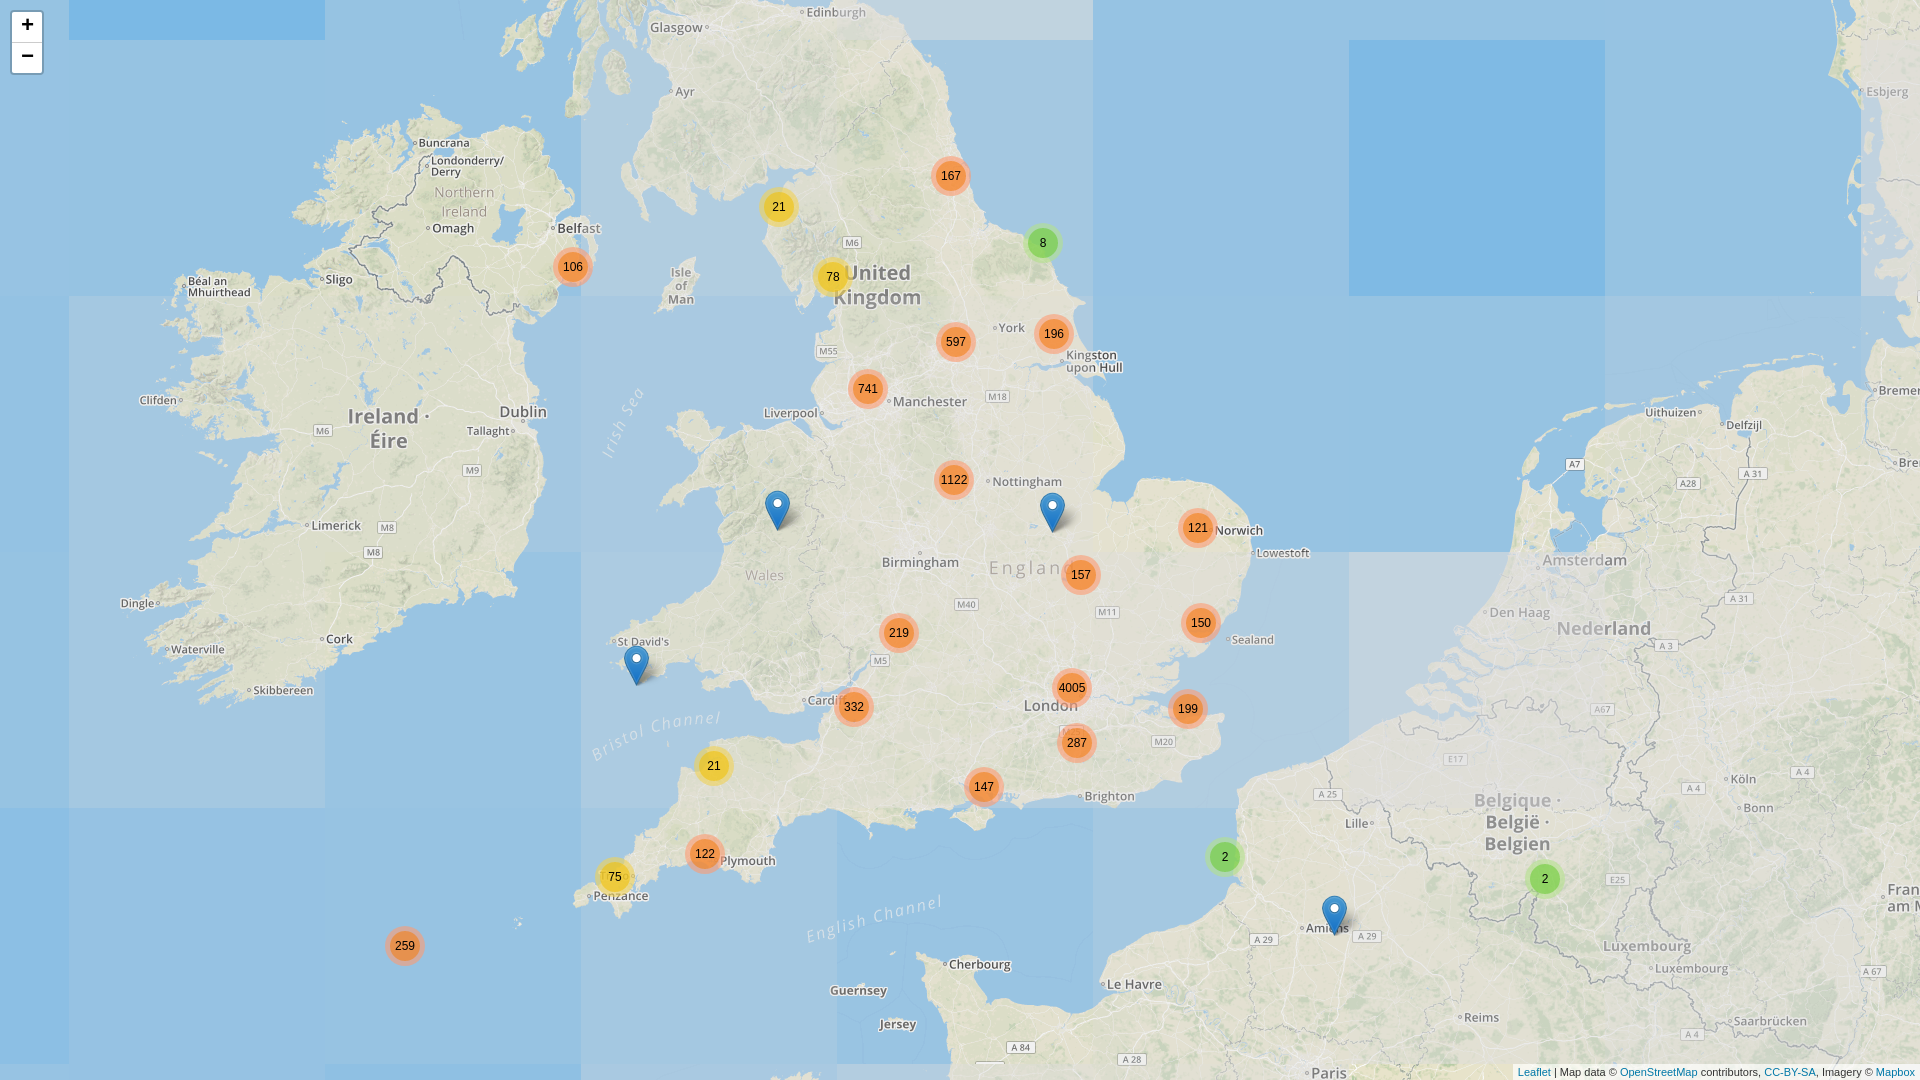 +
−
Edinburgh
Glasgow
Ayr
Esbjerg
Buncrana
Londonderry/
Derry
Northern
Ireland
Omagh
Belfast
167
21
8
106
M6
78
United
Kingdom
Isle
of
Man
Sligo
Béal an
Mhuirthead
York
196
597
Kingston
upon Hull
M55
741
Manchester
M18
Liverpool
Clifden
Dublin
Tallaght
Ireland ·
Éire
M6
M9
Irish Sea
Uithuizen
Delfzijl
A7
A 31
A28
1122
Nottingham
121
Norwich
Lowestoft
Limerick
M8
M8
Birmingham
Wales
157
Amsterdam
Dingle
M40
M11
A 31
Den Haag
Nederland
150
Sealand
219
Cork
Waterville
St David's
M5
A 3
Skibbereen
4005
London
199
332
A67
Bristol Channel
287
M20
E17
21
147
Brighton
Köln
A 4
A 4
Bonn
A 25
Lille
Belgique ·
België ·
Belgien
122
Plymouth
2
75
Penzance
2
E25
English Channel
259
Amiens
A 29
A 29
Luxembourg
Luxembourg
Cherbourg
A 67
Le Havre
Guernsey
Jersey
Reims
Saarbrücken
A 4
A 84
A 28
Paris
Leaflet | Map data © OpenStreetMap contributors, CC-BY-SA, Imagery © Mapbox